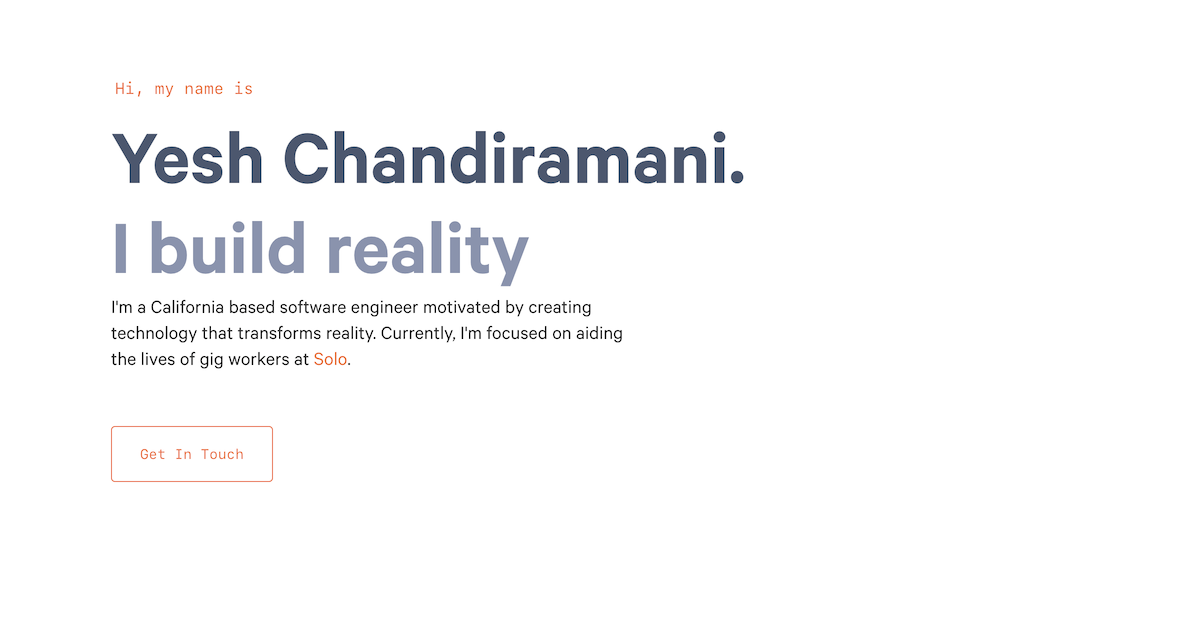 Hi, my name is
Yesh Chandiramani.
I build reality
I'm a California based software engineer motivated by creating
technology that transforms reality. Currently, I'm focused on aiding
the lives of gig workers at Solo.
Get In Touch